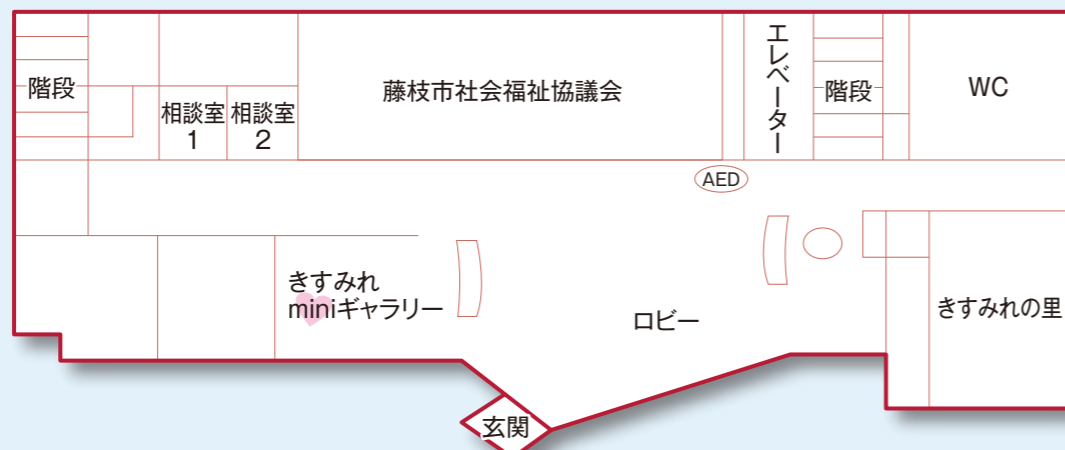 階段
相談室
1
相談室
2
藤枝市社会福祉協議会
エレベーター
階段
WC
AED
きすみれ
miniギャラリー
ロビー
きすみれの里
玄関